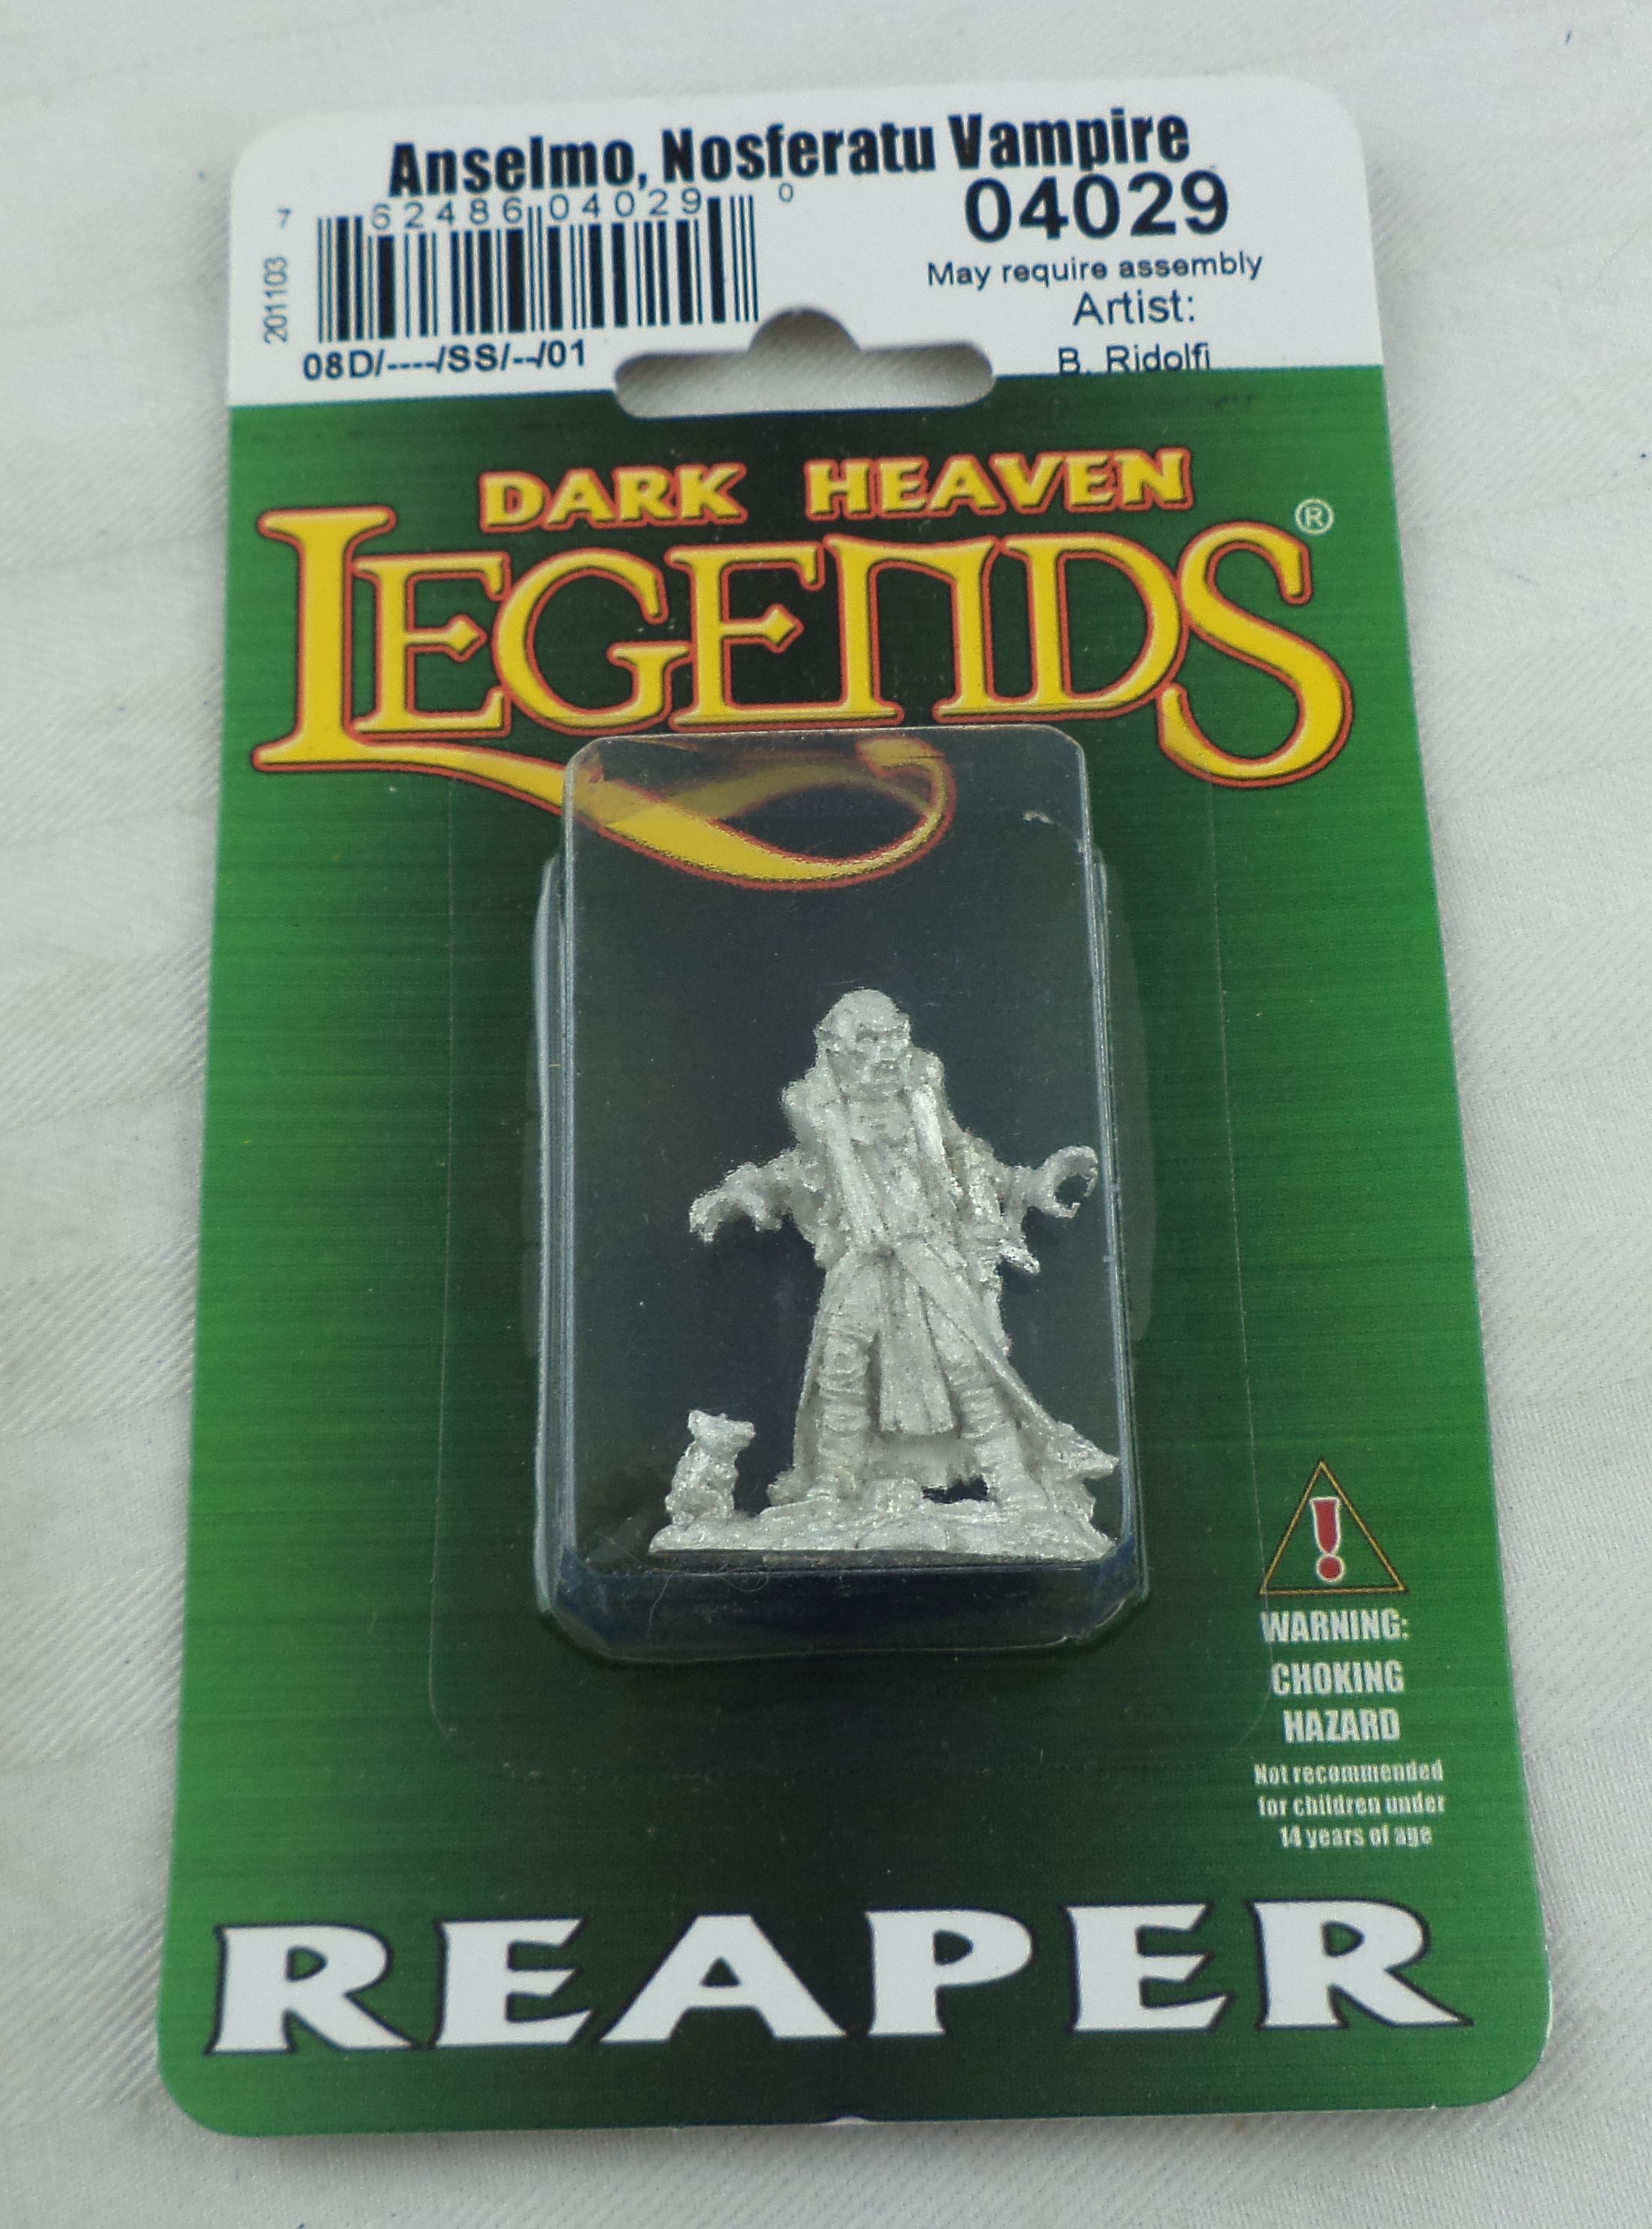 Anselmo, Nosferatu Vampire
7 62486 04029 0
04029
201103
May require assembly
Artist:
08D/----/SS/--/01
B. Ridolfi
DARK HEAVEN
LEGENDS®
WARNING:
CHOKING
HAZARD
Not recommended
for children under
14 years of age
REAPER